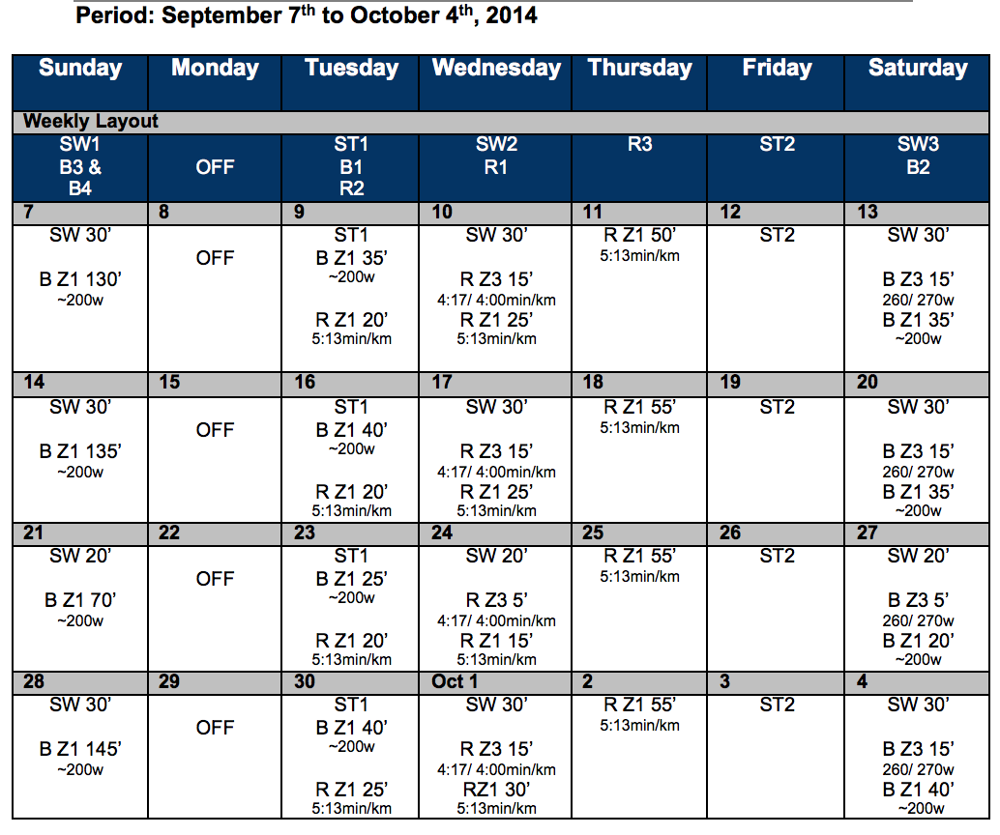 Period: September 7th to October 4th, 2014
Sunday Monday Tuesday Wednesday Thursday Friday Saturday
Weekly Layout
SW1 ST1 SW2 R3 ST2 SW3
B3 & OFF B1 R1 B2
B4 R2
7 8 9 10 11 12 13
SW 30’ ST1 SW 30’ R Z1 50’ ST2 SW 30’
OFF B Z1 35’ 5:13min/km
B Z1 130’ ~200w R Z3 15’ B Z3 15’
~200w 4:17/ 4:00min/km 260/ 270w
R Z1 20’ R Z1 25’ B Z1 35’
5:13min/km 5:13min/km ~200w
14 15 16 17 18 19 20
SW 30’ ST1 SW 30’ R Z1 55’ ST2 SW 30’
OFF B Z1 40’ 5:13min/km
B Z1 135’ ~200w R Z3 15’ B Z3 15’
~200w 4:17/ 4:00min/km 260/ 270w
R Z1 20’ R Z1 25’ B Z1 35’
5:13min/km 5:13min/km ~200w
21 22 23 24 25 26 27
SW 20’ ST1 SW 20’ R Z1 55’ ST2 SW 20’
OFF B Z1 25’ 5:13min/km
B Z1 70’ ~200w R Z3 5’ B Z3 5’
~200w 4:17/ 4:00min/km 260/ 270w
R Z1 20’ R Z1 15’ B Z1 20’
5:13min/km 5:13min/km ~200w
28 29 30 Oct 1 2 3 4
SW 30’ ST1 SW 30’ R Z1 55’ ST2 SW 30’
OFF B Z1 40’ 5:13min/km
B Z1 145’ ~200w R Z3 15’ B Z3 15’
~200w 4:17/ 4:00min/km 260/ 270w
R Z1 25’ RZ1 30’ B Z1 40’
5:13min/km 5:13min/km ~200w